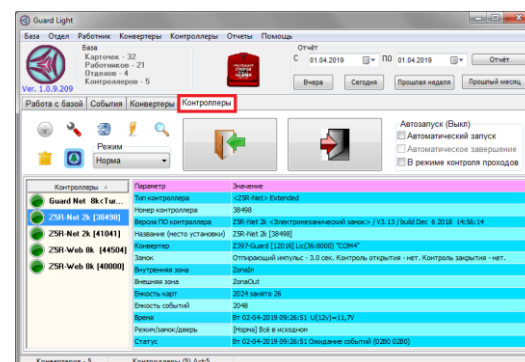 Guard Light
База Отдел Работник Конвертеры Контроллеры Отчеты Помощь
Ver. 1.0.9.209
База
Карточек - 32
Работников - 21
Отделов - 4
Контроллеров - 5
Отчёт
С 01.04.2019 ПО 01.04.2019 Отчёт
Вчера Сегодня Прошлая неделя Прошлый месяц
Работа с базой События Конвертеры Контроллеры
Режим
Норма
Автозапуск (Выкл)
Автоматический запуск
Автоматическое завершение
В режиме контроля проходов
Контроллеры
Guard Net 8k<Tur...
Z5R-Net 2k [38498]
Z5R-Net 2k [41041]
Z5R-Web 8k [44504]
Z5R-Web 8k [40000]
Параметр Значение
Тип контроллера <Z5R-Net> Extended
Номер контроллера 38498
Версия ПО контроллера Z5R-Net 2k <Электромеханический замок> / V3.13 / build Dec 6 2018 14:56:14
Название (место установки) Z5R-Net 2k [38498]
Конвертер Z397-Guard [12016] Lic(36:8000) "COM4"
Замок Отпирающий импульс - 3.0 сек. Контроль открытия - нет. Контроль закрытия - нет.
Внутренняя зона ZonaIn
Внешняя зона ZonaOut
Емкость карт 2024 занято 26
Емкость событий 2048
Время Вт 02-04-2019 09:26:51 U(12v)=11,7V
Режим/замок/дверь [Норма] Всё в исходном
Статус Вт 02-04-2019 09:26:51 Ожидание событий (0280 0280)
Конвертеров - 5 Контроллеры (5) Act:5